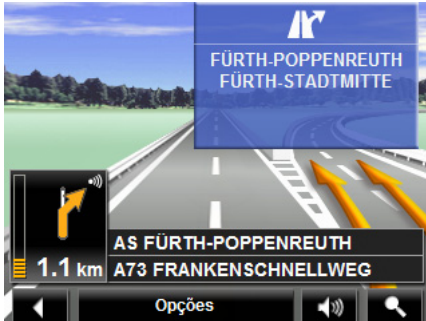 FÜRTH-POPPENREUTH
FÜRTH-STADTMITTE
AS FÜRTH-POPPENREUTH
1.1 km
A73 FRANKENSCHNELLWEG
Opções